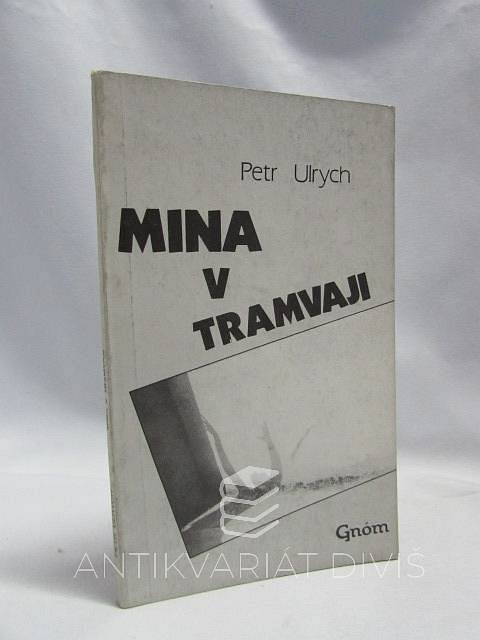 Petr Ulrych
MINA
V
TRAMVAJI
Gnóm
ANTIKVARIÁT DIVIŠ